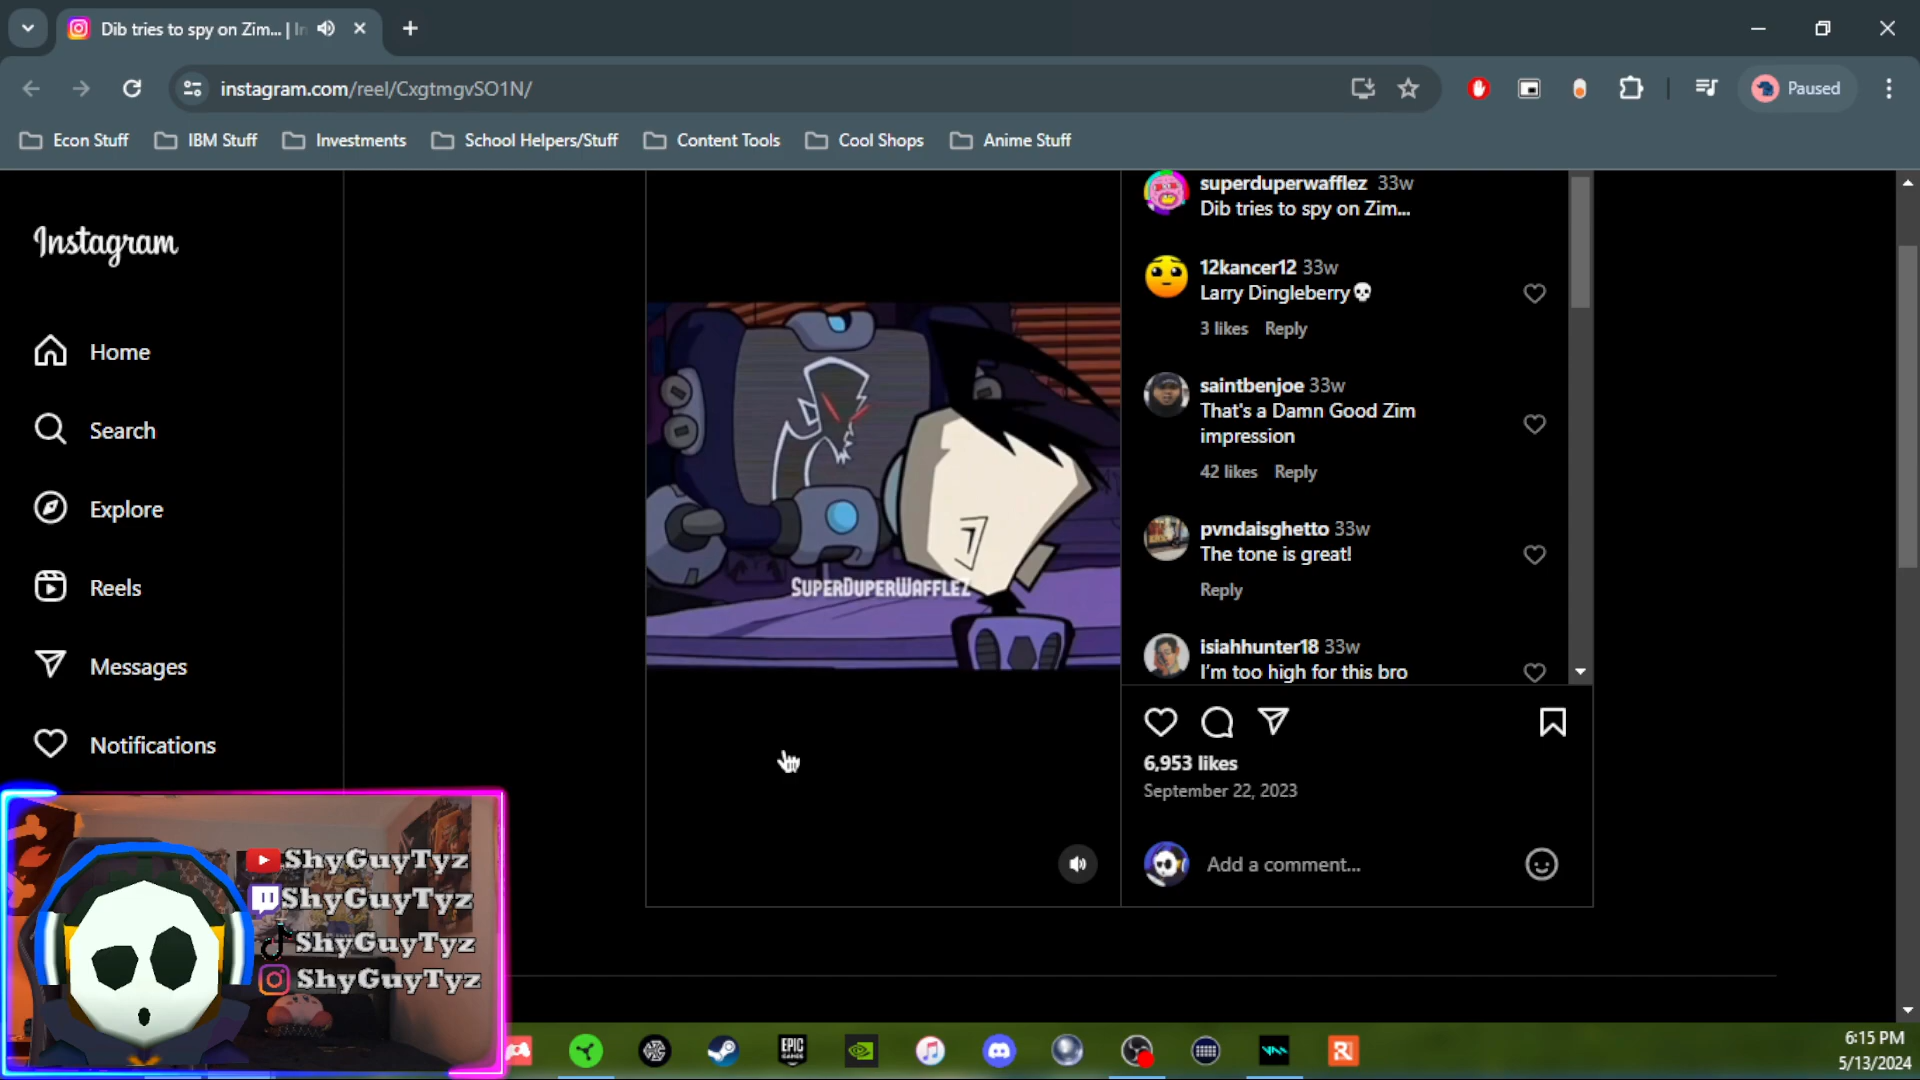 Dib tries to spy on Zim... | In
instagram.com/reel/CxgtmgvSO1N/
Paused
Econ Stuff
IBM Stuff
Investments
School Helpers/Stuff
Content Tools
Cool Shops
Anime Stuff
Instagram
Home
Search
Explore
Reels
Messages
Notifications
SUPERDUPERWAFFLEZ
superduperwafflez 33w
Dib tries to spy on Zim...
12kancer12 33w
Larry Dingleberry💀
3 likes Reply
saintbenjoe 33w
That's a Damn Good Zim
impression
42 likes Reply
pvndaisghetto 33w
The tone is great!
Reply
isiahhunter18 33w
I'm too high for this bro
6,953 likes
September 22, 2023
Add a comment...
ShyGuyTyz
ShyGuyTyz
ShyGuyTyz
ShyGuyTyz
EPIC
GAMES
6:15 PM
5/13/2024